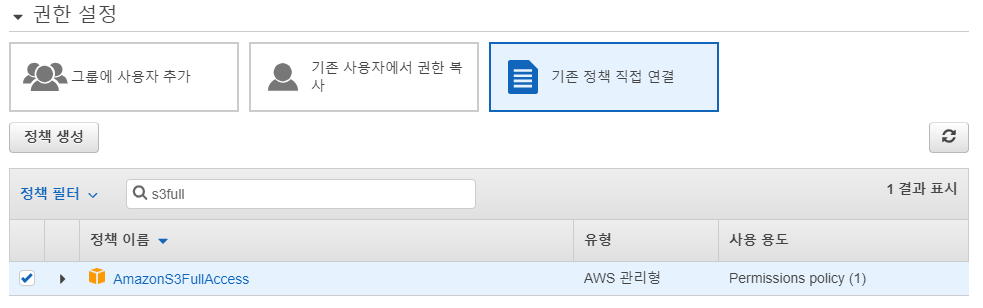 권한 설정
그룹에 사용자 추가
기존 사용자에서 권한 복
사
기존 정책 직접 연결
정책 생성
정책 필터
s3full
1 결과 표시
정책 이름 유형 사용 용도
AmazonS3FullAccess AWS 관리형 Permissions policy (1)